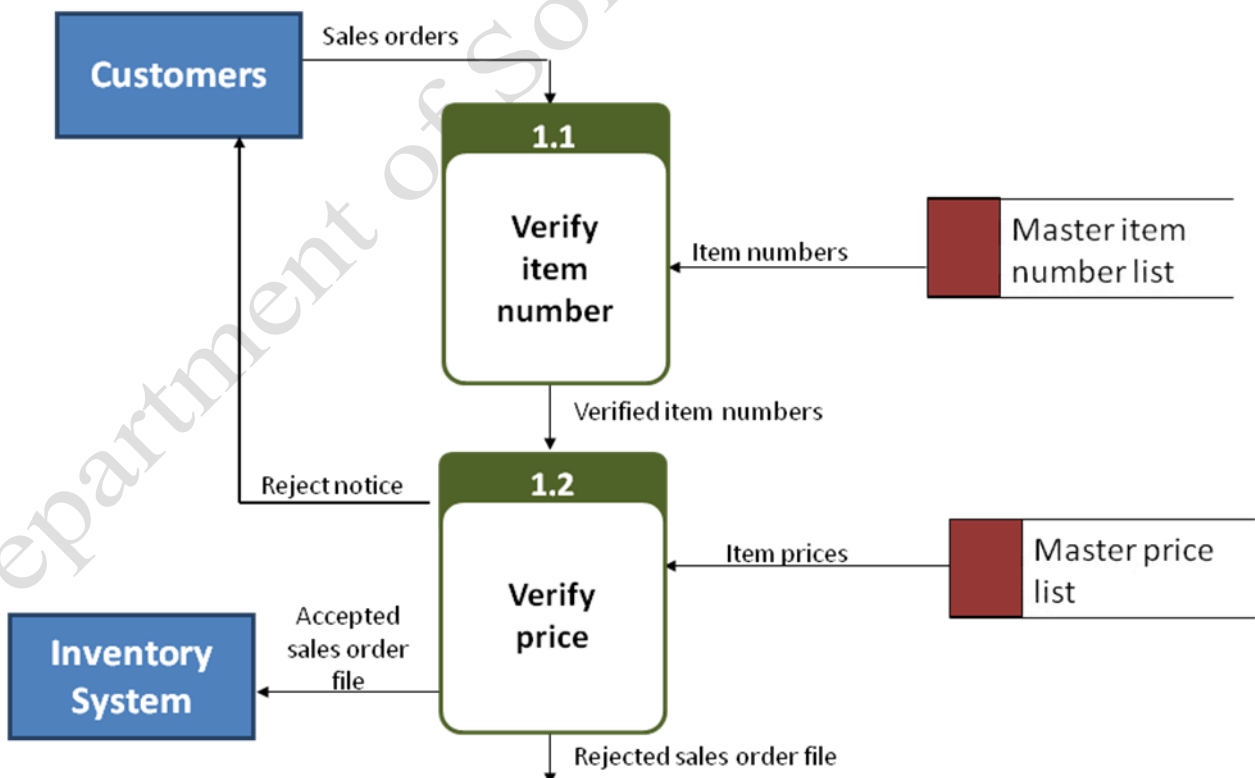 Sales orders
Customers
1.1
Verify
item
number
Item numbers
Master item
number list
Verified item numbers
Reject notice
1.2
Verify
price
Item prices
Master price
list
Accepted
sales order
file
Inventory
System
Rejected sales order file